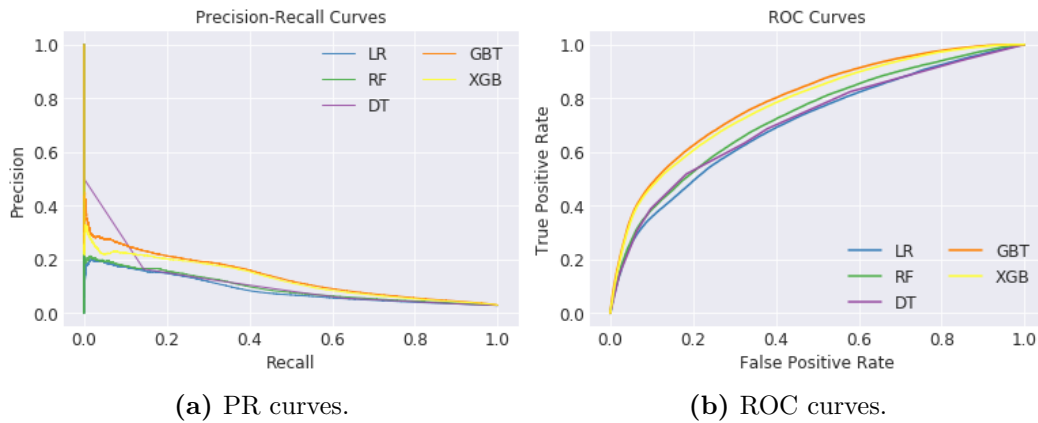 Precision-Recall Curves
1.0
0.8
0.6
0.4
0.2
0.0
Precision
LR
RF
DT
GBT
XGB
0.0 0.2 0.4 0.6 0.8 1.0
Recall
(a) PR curves.
ROC Curves
1.0
0.8
0.6
0.4
0.2
0.0
True Positive Rate
LR
RF
DT
GBT
XGB
0.0 0.2 0.4 0.6 0.8 1.0
False Positive Rate
(b) ROC curves.